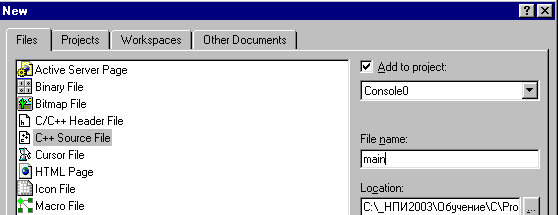 New
Files Projects Workspaces Other Documents
Active Server Page
Binary File
Bitmap File
C/C++ Header File
C++ Source File
Cursor File
HTML Page
Icon File
Macro File
Add to project:
Console0
File name:
main
Location:
C:\_НПИ2003\Обучение\C\Pro
...